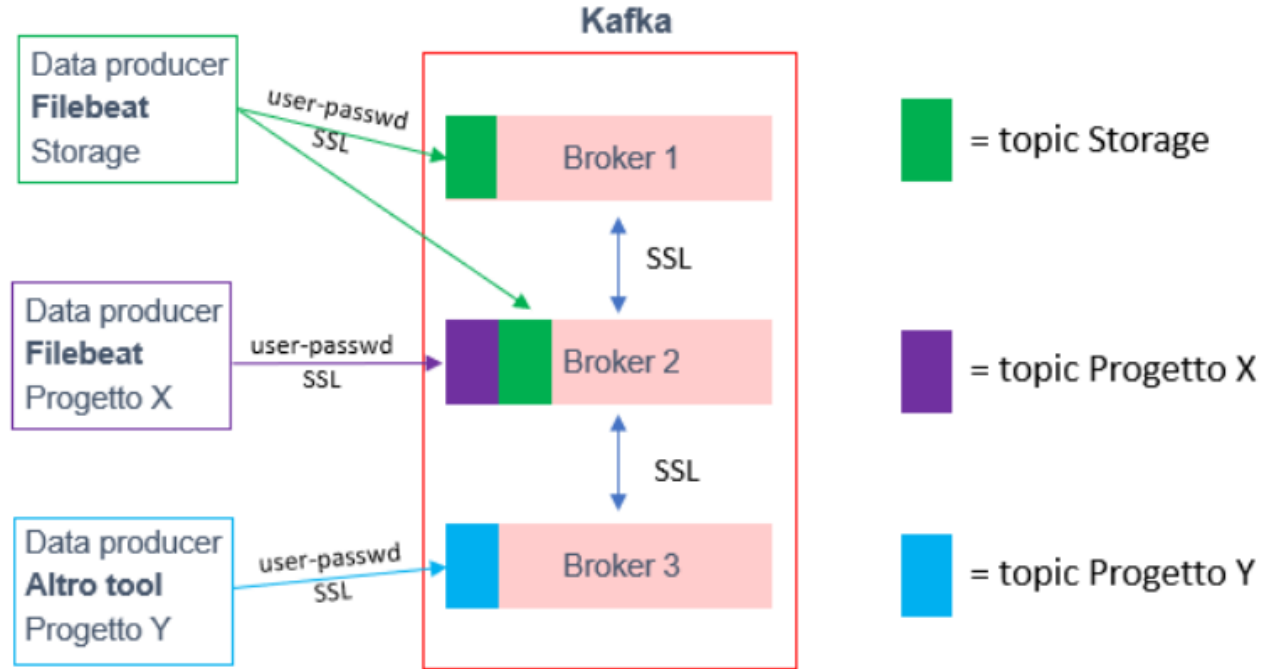 Kafka
Data producer
Filebeat
Storage
user-passwd
SSL
Broker 1
= topic Storage
SSL
Data producer
Filebeat
Progetto X
user-passwd
SSL
Broker 2
= topic Progetto X
SSL
Data producer
Altro tool
Progetto Y
user-passwd
SSL
Broker 3
= topic Progetto Y